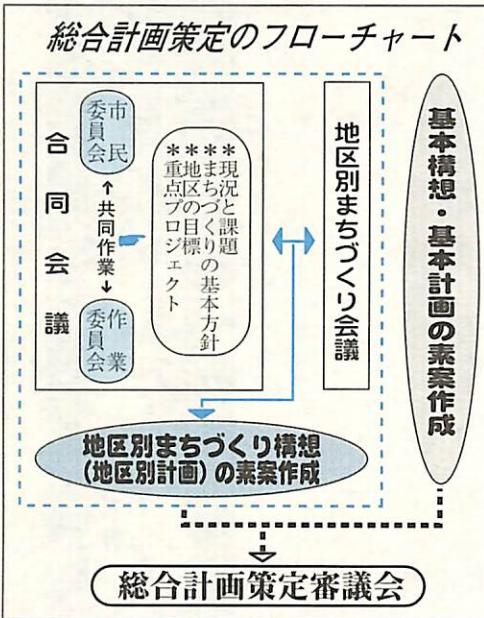 総合計画策定のフローチャート
合同会議
市民
委員会
↑共同作業↓
作業
委員会
*現況と課題
*まちづくりの基本方針
*地区の目標
*重点プロジェクト
地区別まちづくり会議
基本構想・基本計画の素案作成
地区別まちづくり構想
(地区別計画)の素案作成
総合計画策定審議会